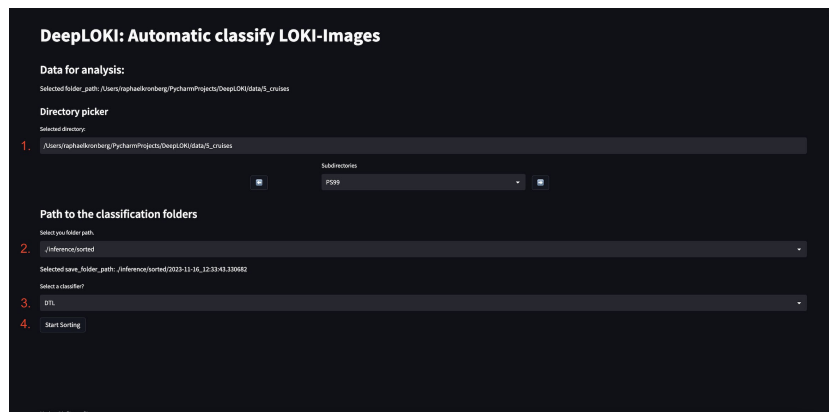 DeepLOKI: Automatic classify LOKI-Images
Data for analysis:
Selected folder_path: /Users/raphaelkronberg/PycharmProjects/DeepLOKI/data/5_cruises
Directory picker
Selected directory:
1. /Users/raphaelkronberg/PycharmProjects/DeepLOKI/data/5_cruises
Subdirectories
PS99
Path to the classification folders
Select you folder path.
2. ./inference/sorted
Selected save_folder_path: ./inference/sorted/2023-11-16_12:33:43.330682
Select a classifier?
3. DTL
4. Start Sorting